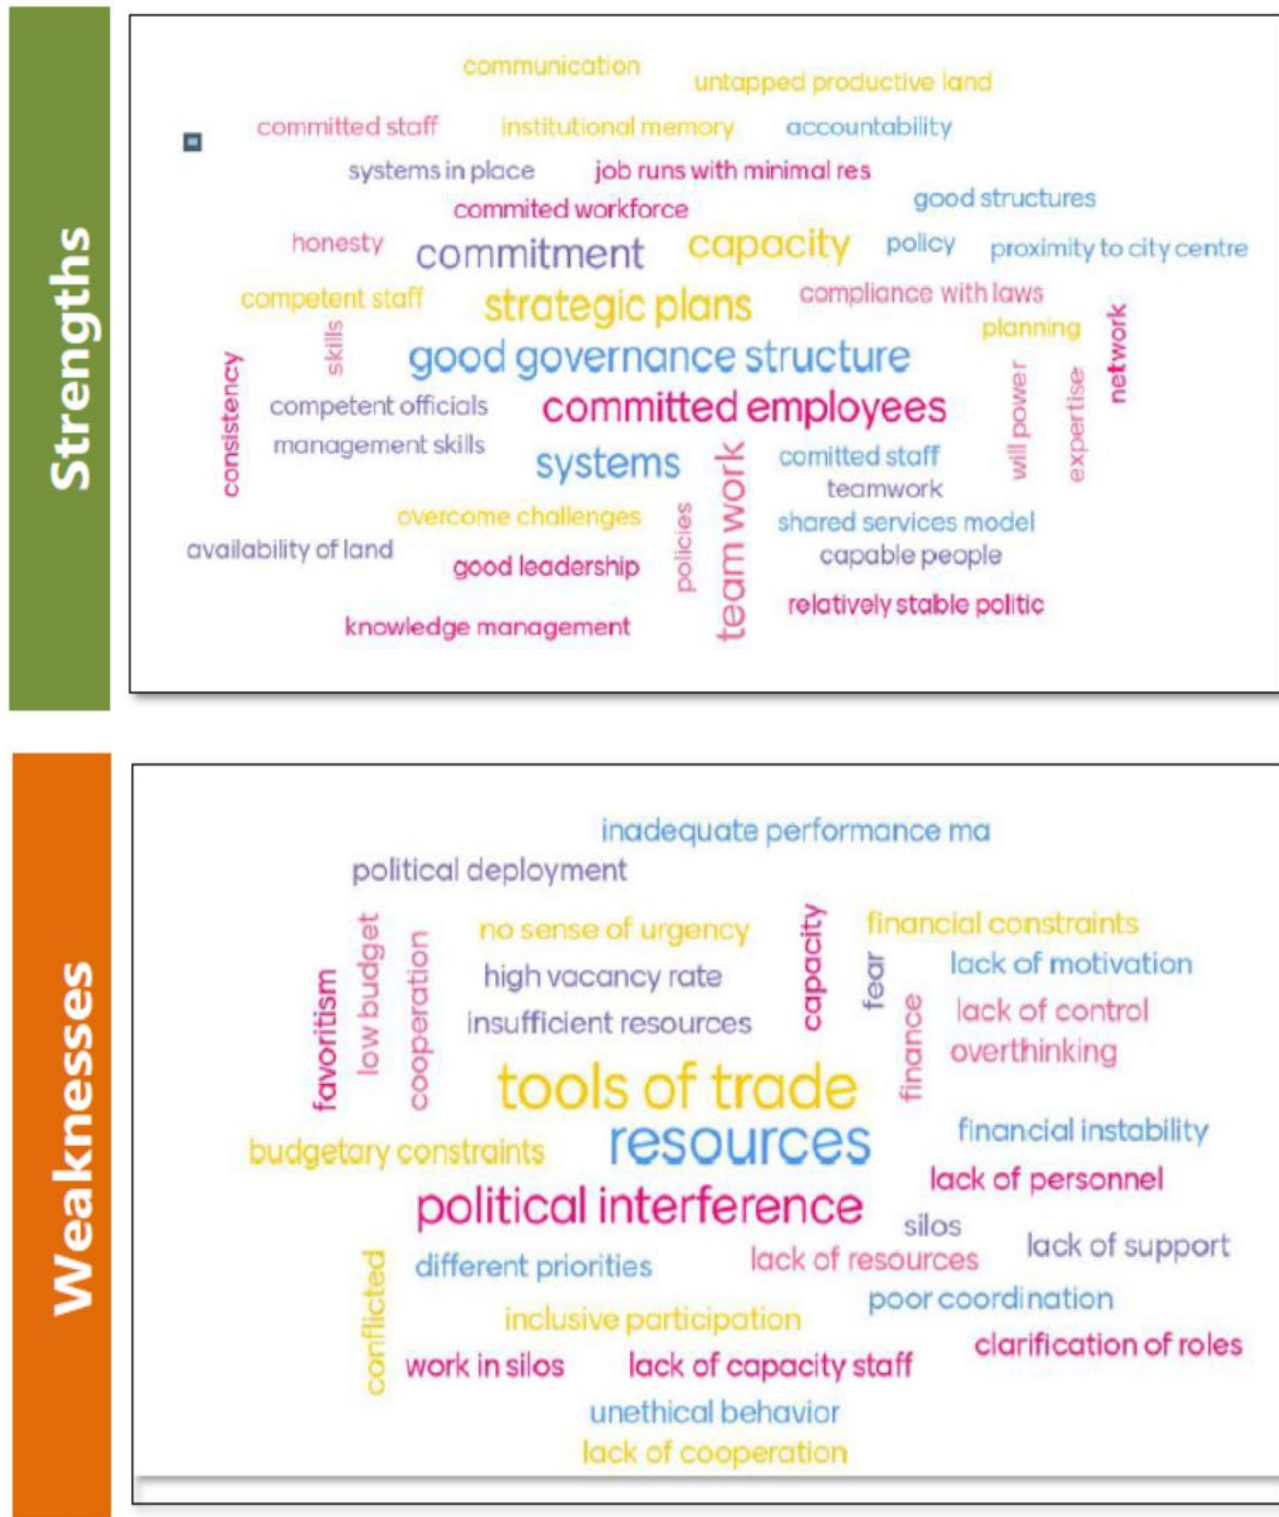 Strengths
communication
untapped productive land
committed staff
institutional memory
accountability
systems in place
job runs with minimal res
commited workforce
good structures
honesty
commitment
capacity
policy
proximity to city centre
competent staff
strategic plans
compliance with laws
planning
network
skills
good governance structure
consistency
competent officials
committed employees
will power
expertise
management skills
systems
team work
comitted staff
teamwork
overcome challenges
policies
shared services model
availability of land
good leadership
capable people
knowledge management
relatively stable politic
Weaknesses
inadequate performance ma
political deployment
favoritism
low budget
cooperation
no sense of urgency
capacity
financial constraints
high vacancy rate
fear
lack of motivation
insufficient resources
finance
lack of control
overthinking
tools of trade
budgetary constraints
resources
financial instability
lack of personnel
political interference
silos
lack of support
conflicted
different priorities
lack of resources
poor coordination
inclusive participation
clarification of roles
work in silos
lack of capacity staff
unethical behavior
lack of cooperation